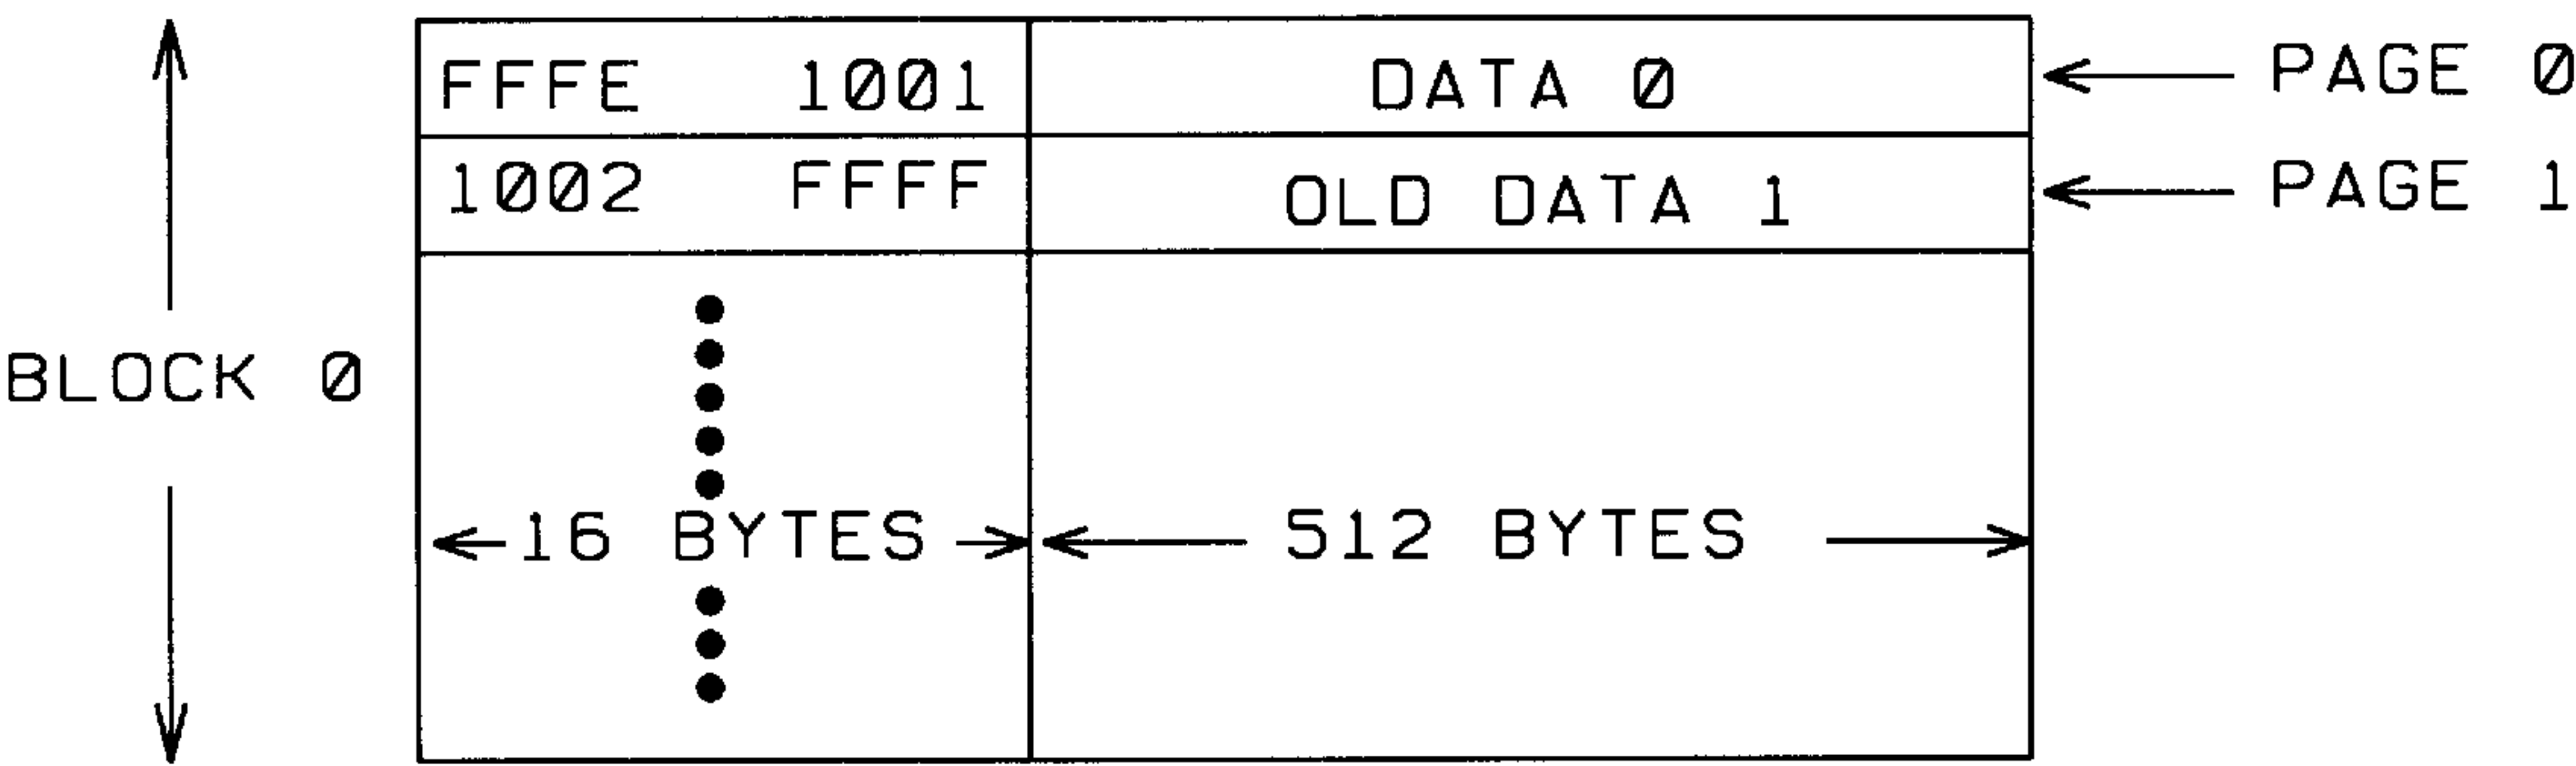 FFFE 1001 DATA 0 PAGE 0
1002 FFFF OLD DATA 1 PAGE 1
BLOCK 0
16 BYTES 512 BYTES